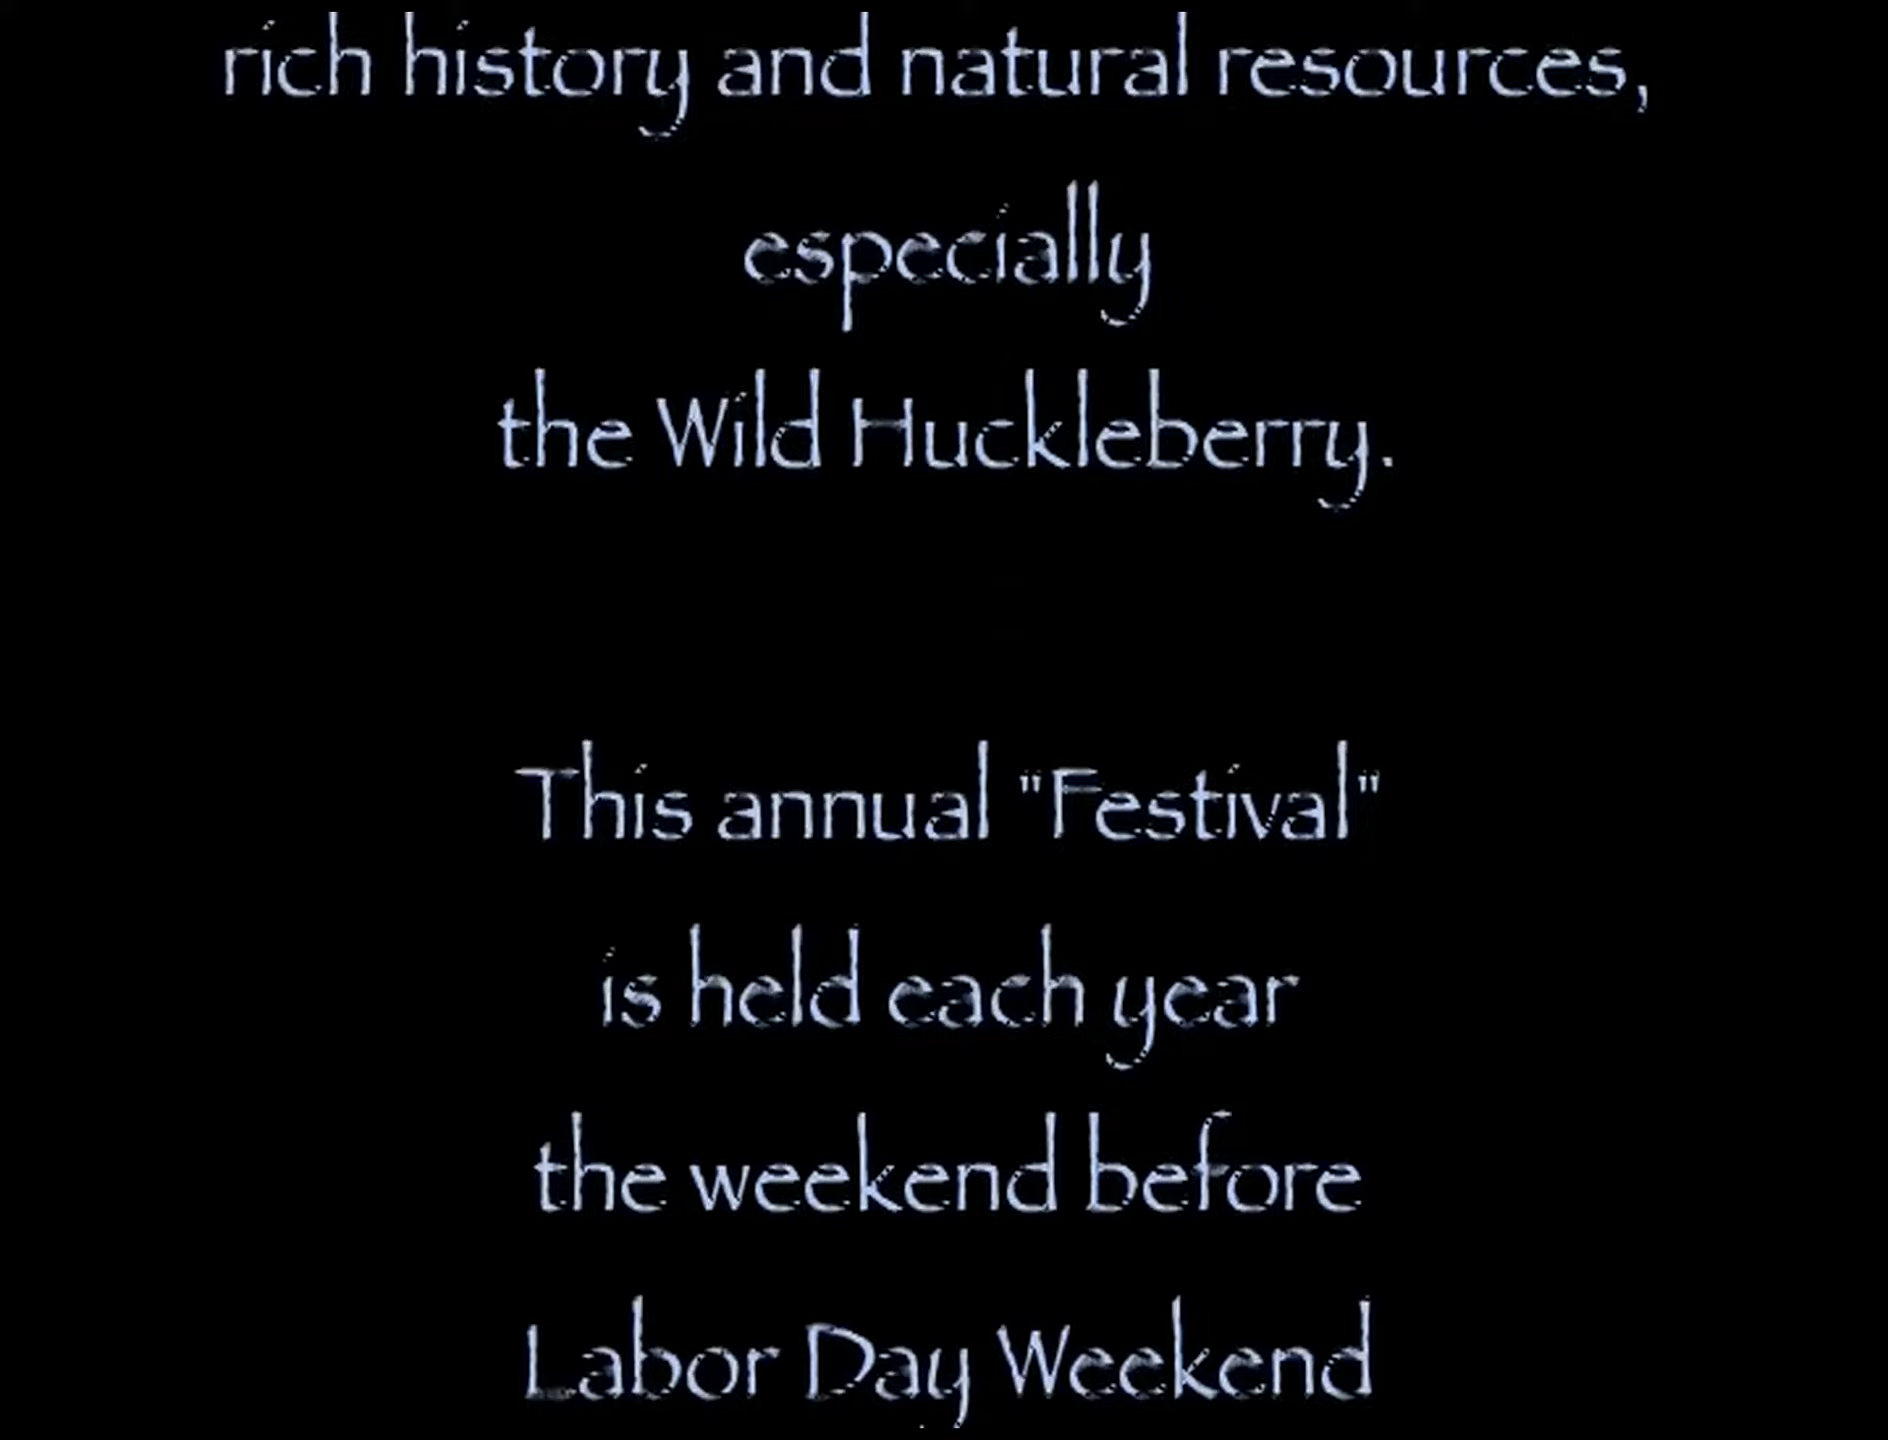 rich history and natural resources,
especially
the Wild Huckleberry.
This annual "Festival"
is held each year
the weekend before
Labor Day Weekend